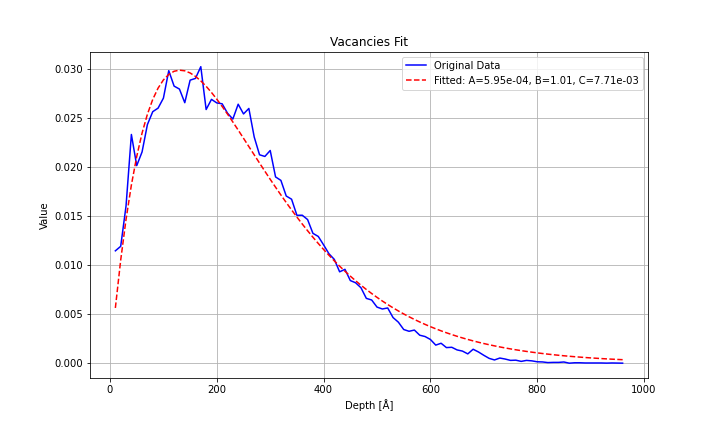 Vacancies Fit
Original Data
Fitted: A=5.95e-04, B=1.01, C=7.71e-03
Value
0.030
0.025
0.020
0.015
0.010
0.005
0.000
0
200
400
600
800
1000
Depth [Å]